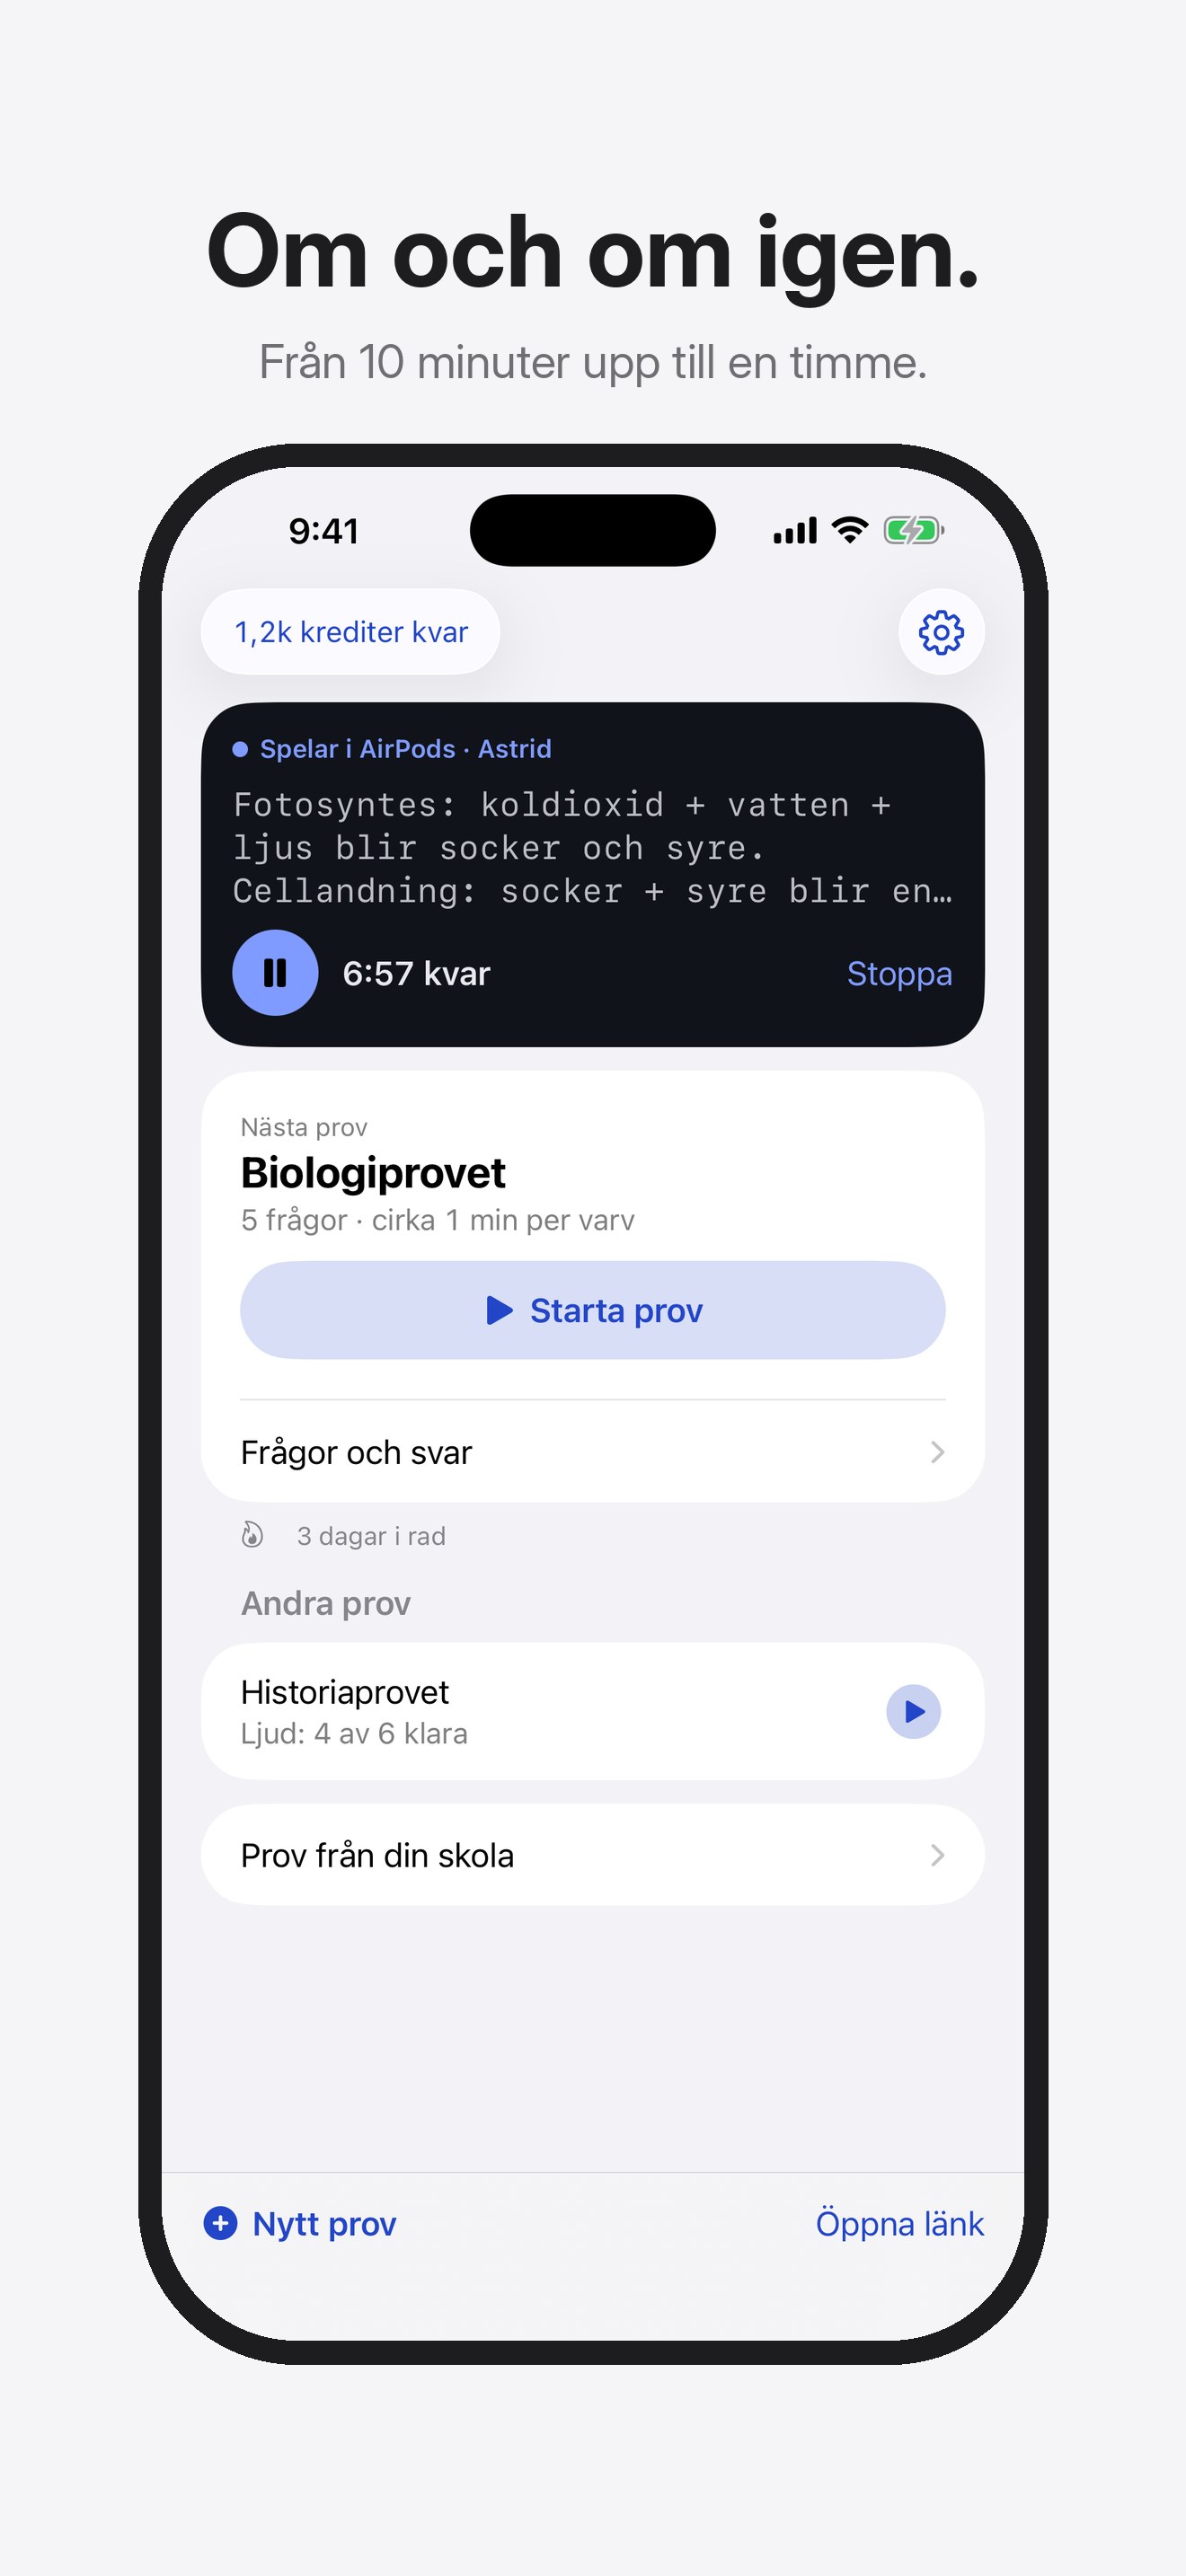 Om och om igen.
Från 10 minuter upp till en timme.
9:41
1,2k krediter kvar
Spelar i AirPods · Astrid
Fotosyntes: koldioxid + vatten +
ljus blir socker och syre.
Cellandning: socker + syre blir en…
6:57 kvar
Stoppa
Nästa prov
Biologiprovet
5 frågor · cirka 1 min per varv
Starta prov
Frågor och svar
3 dagar i rad
Andra prov
Historiaprovet
Ljud: 4 av 6 klara
Prov från din skola
Nytt prov
Öppna länk